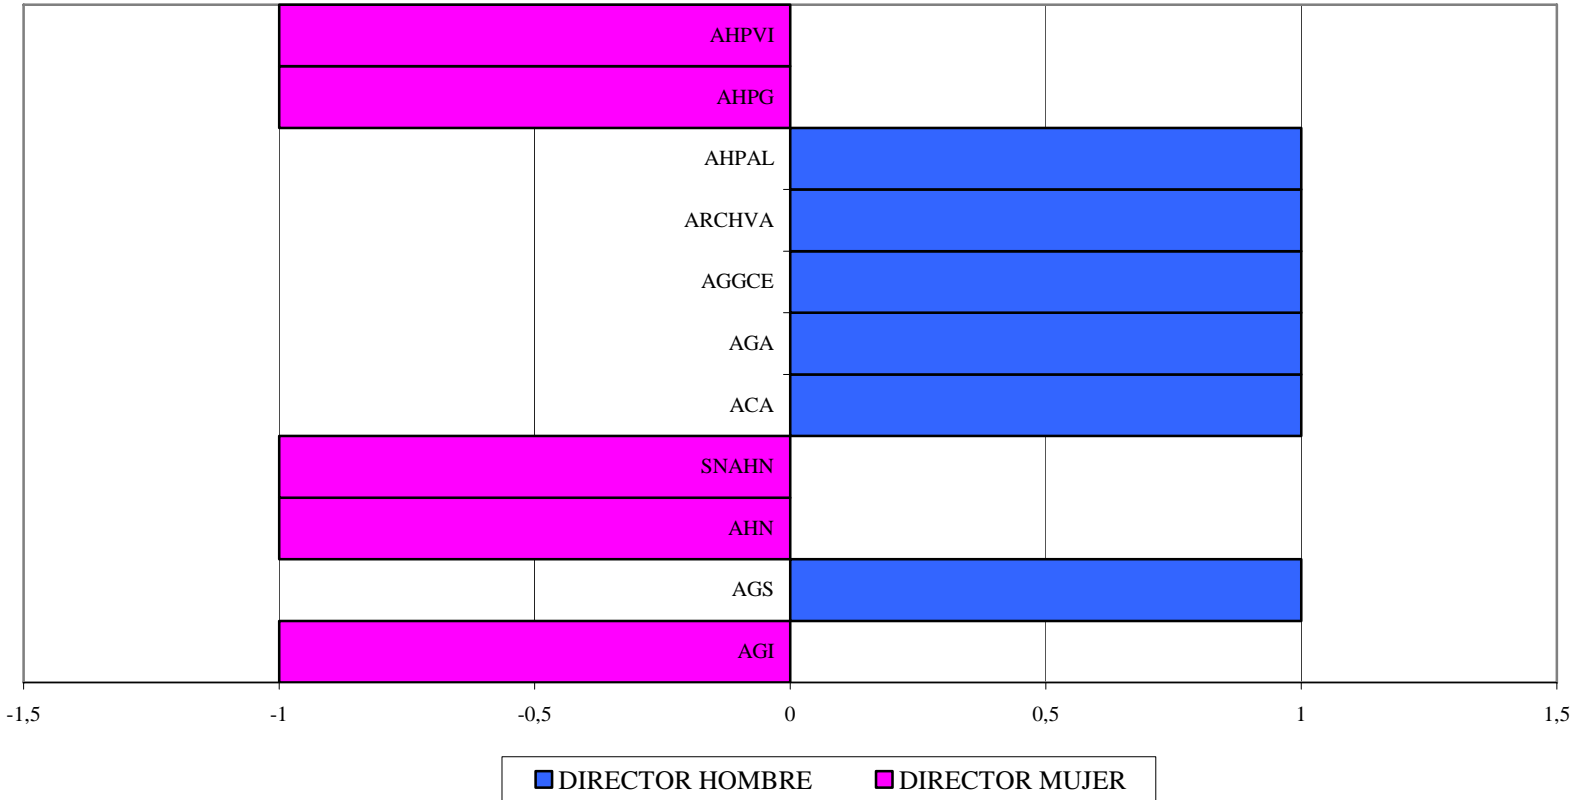 AHPVI
AHPG
AHPAL
ARCHVA
AGGCE
AGA
ACA
SNAHN
AHN
AGS
AGI
-1,5 -1 -0,5 0 0,5 1 1,5
DIRECTOR HOMBRE DIRECTOR MUJER